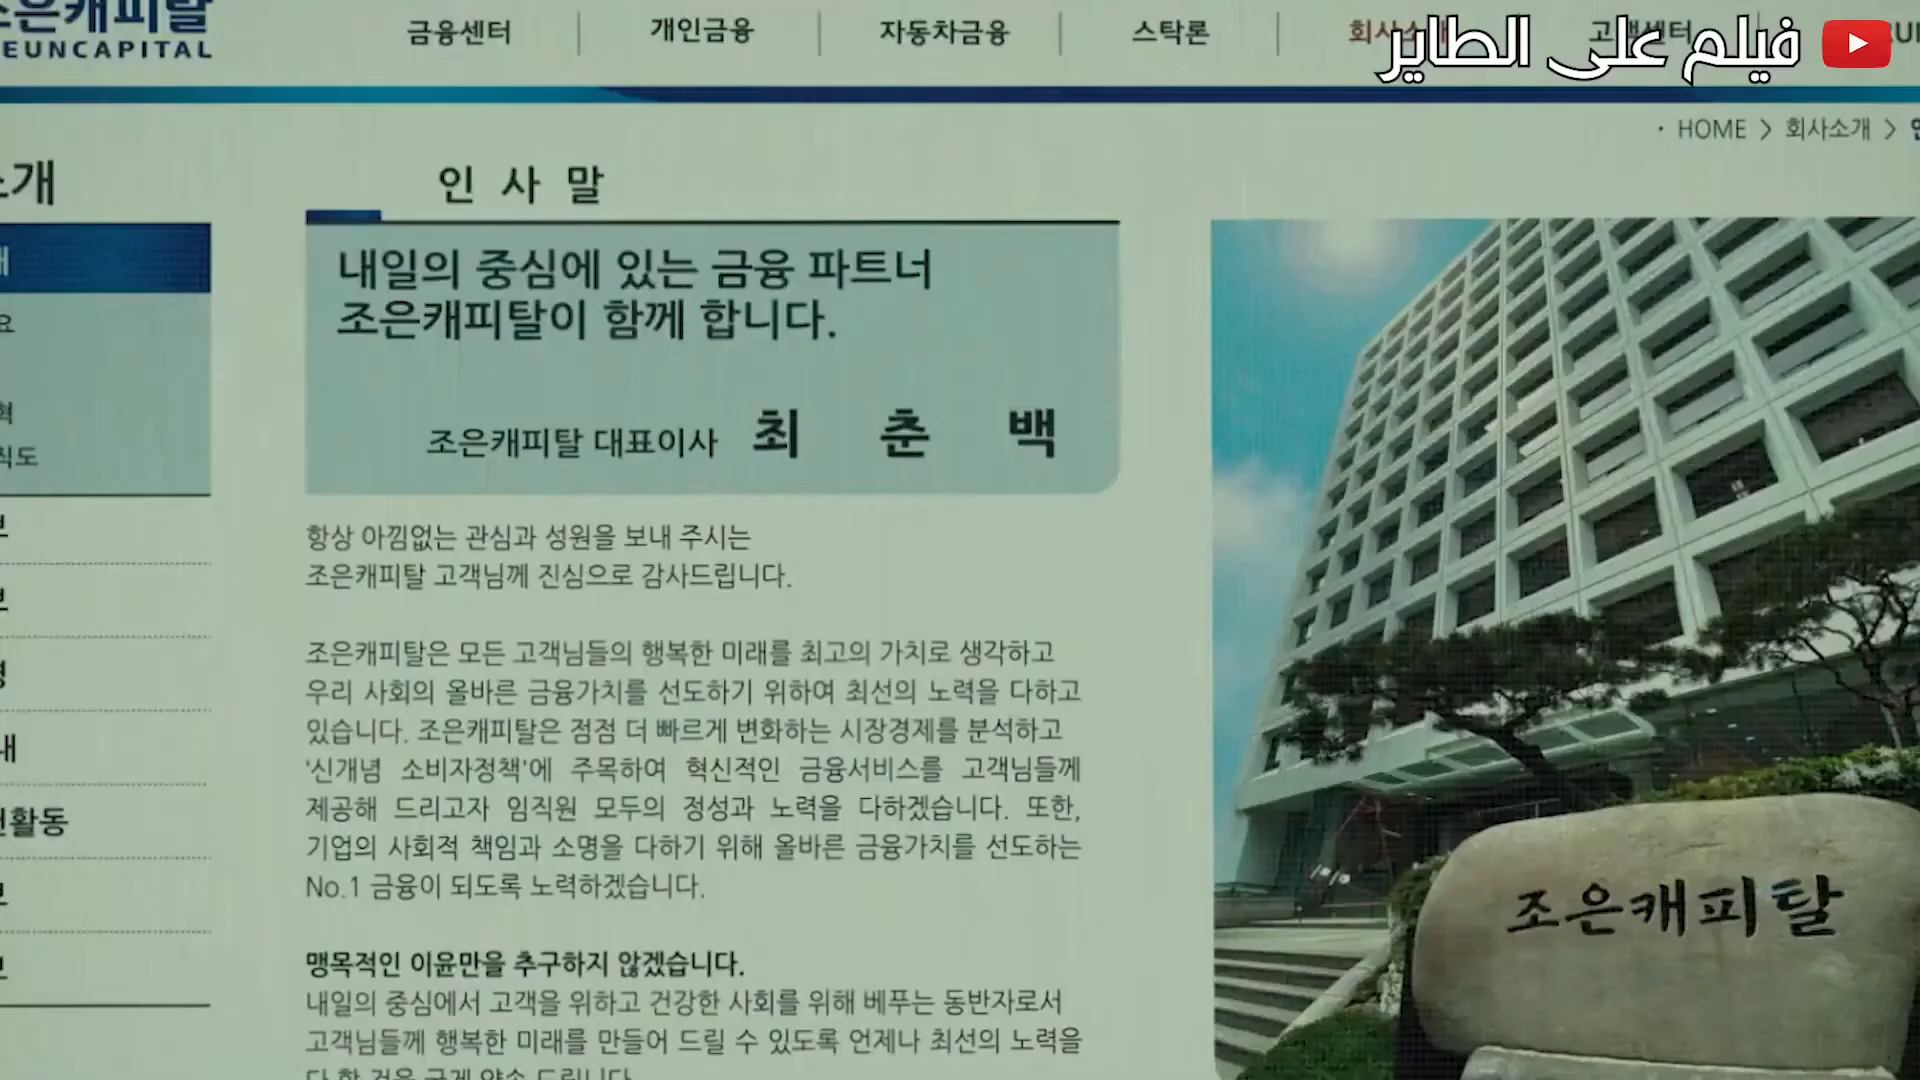 조은캐피탈
EUNCAPITAL
금융센터
개인금융
자동차금융
스탁론
فيلم على الطاير
· HOME > 회사소개 >
소개
인 사 말
내일의 중심에 있는 금융 파트너
조은캐피탈이 함께 합니다.
조은캐피탈 대표이사 최 춘 백
직도
항상 아낌없는 관심과 성원을 보내 주시는
조은캐피탈 고객님께 진심으로 감사드립니다.
조은캐피탈은 모든 고객님들의 행복한 미래를 최고의 가치로 생각하고
우리 사회의 올바른 금융가치를 선도하기 위하여 최선의 노력을 다하고
있습니다. 조은캐피탈은 점점 더 빠르게 변화하는 시장경제를 분석하고
'신개념 소비자정책'에 주목하여 혁신적인 금융서비스를 고객님들께
제공해 드리고자 임직원 모두의 정성과 노력을 다하겠습니다. 또한,
기업의 사회적 책임과 소명을 다하기 위해 올바른 금융가치를 선도하는
No.1 금융이 되도록 노력하겠습니다.
맹목적인 이윤만을 추구하지 않겠습니다.
내일의 중심에서 고객을 위하고 건강한 사회를 위해 베푸는 동반자로서
고객님들께 행복한 미래를 만들어 드릴 수 있도록 언제나 최선의 노력을
활동
조은캐피탈